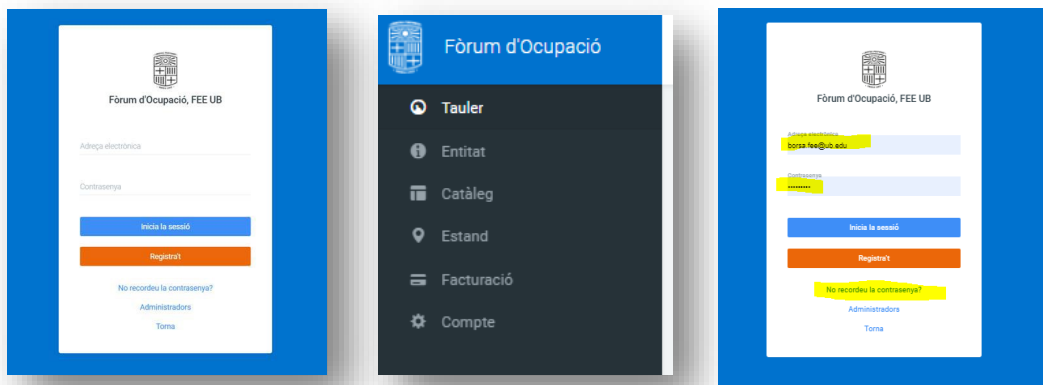 Fòrum d'Ocupació, FEE UB
Adreça electrònica
Contrasenya
Inicia la sessió
Registra't
No recordeu la contrasenya?
Administradors
Torna
Fòrum d'Ocupació
Tauler
Entitat
Catàleg
Estand
Facturació
Compte
Fòrum d'Ocupació, FEE UB
Adreça electrònica
borsa.fee@ub.edu
Contrasenya
•••••••••
Inicia la sessió
Registra't
No recordeu la contrasenya?
Administradors
Torna